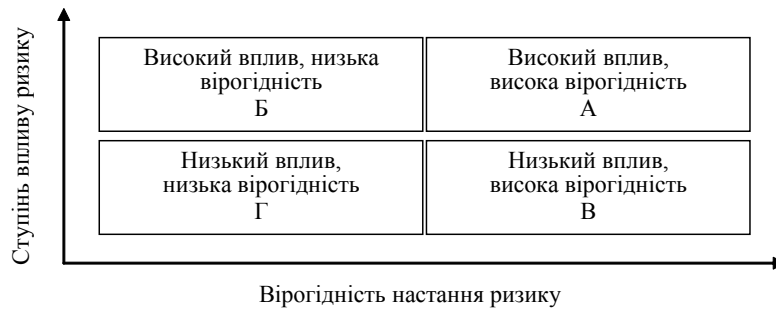 Ступінь впливу ризику
Високий вплив, низька
вірогідність
Б
Високий вплив,
висока вірогідність
А
Низький вплив,
низька вірогідність
Г
Низький вплив,
висока вірогідність
В
Вірогідність настання ризику